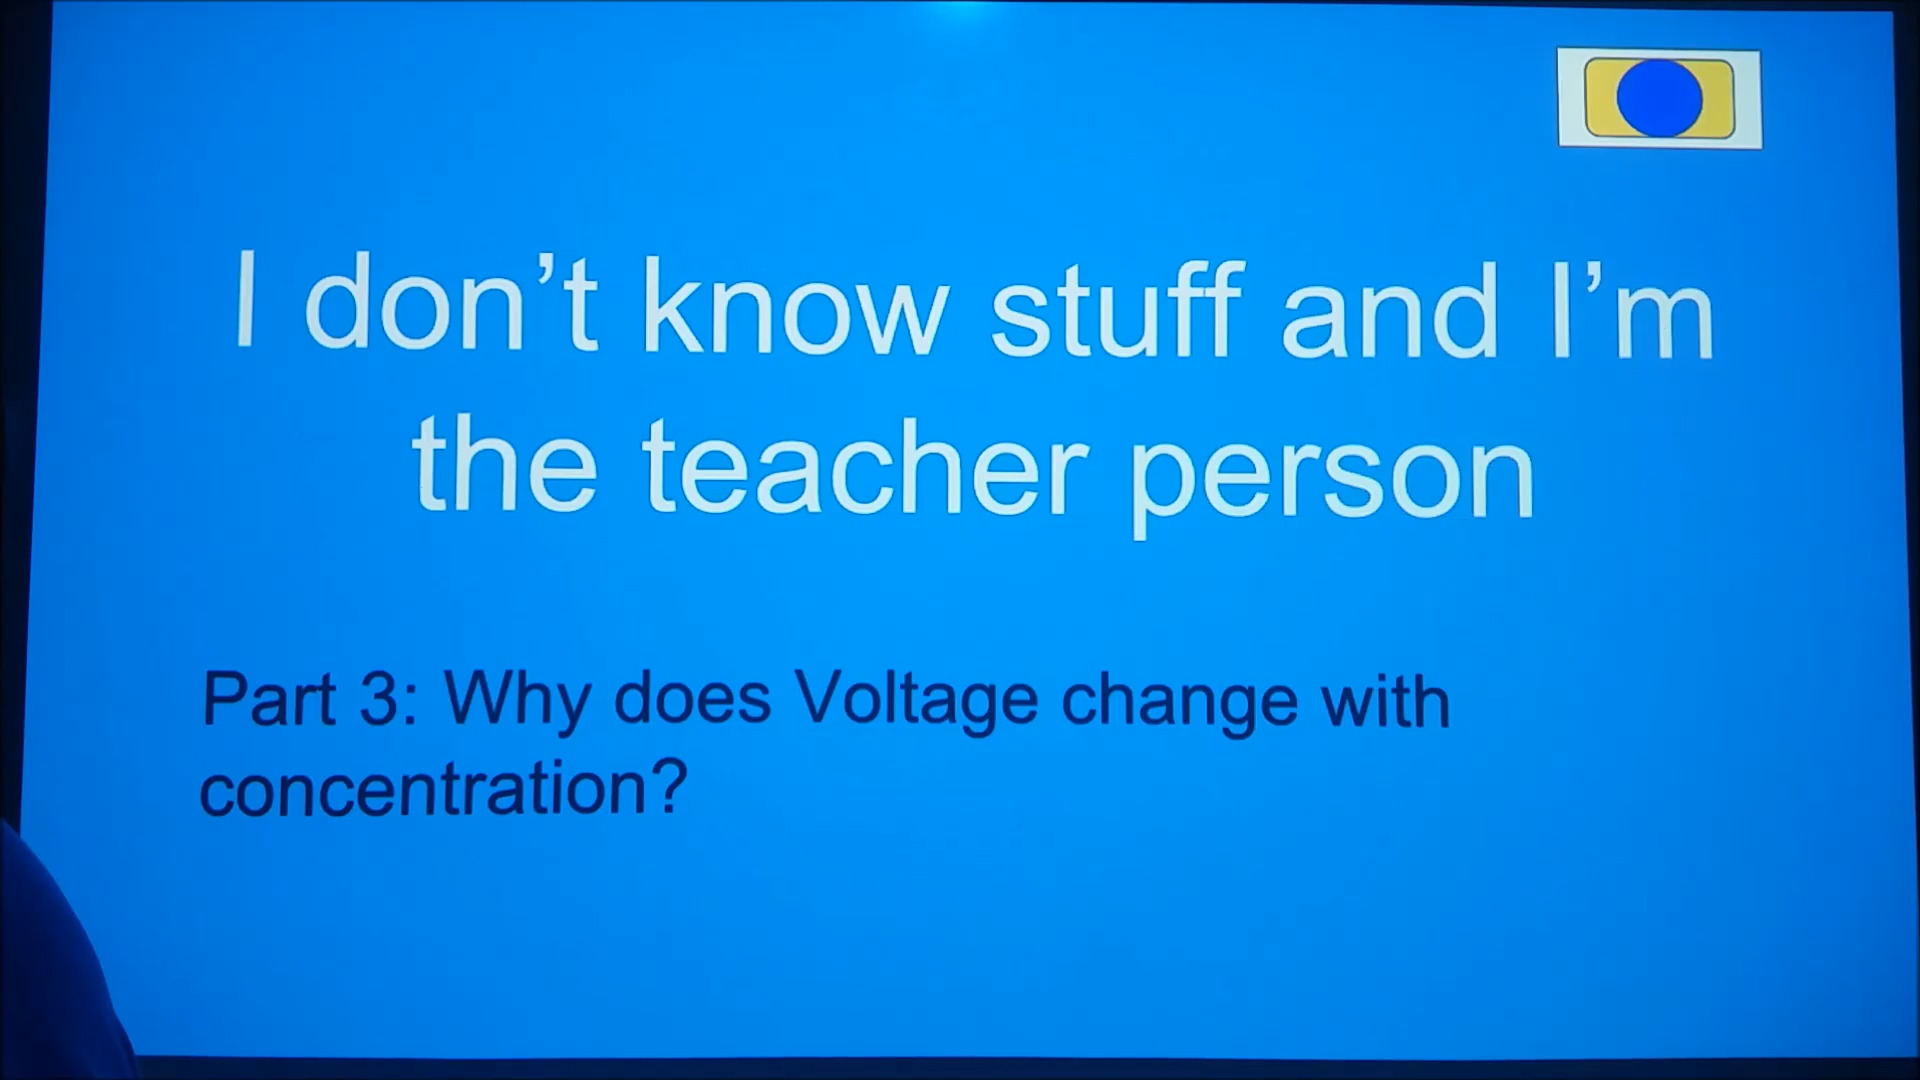 I don’t know stuff and I’m
the teacher person
Part 3: Why does Voltage change with
concentration?